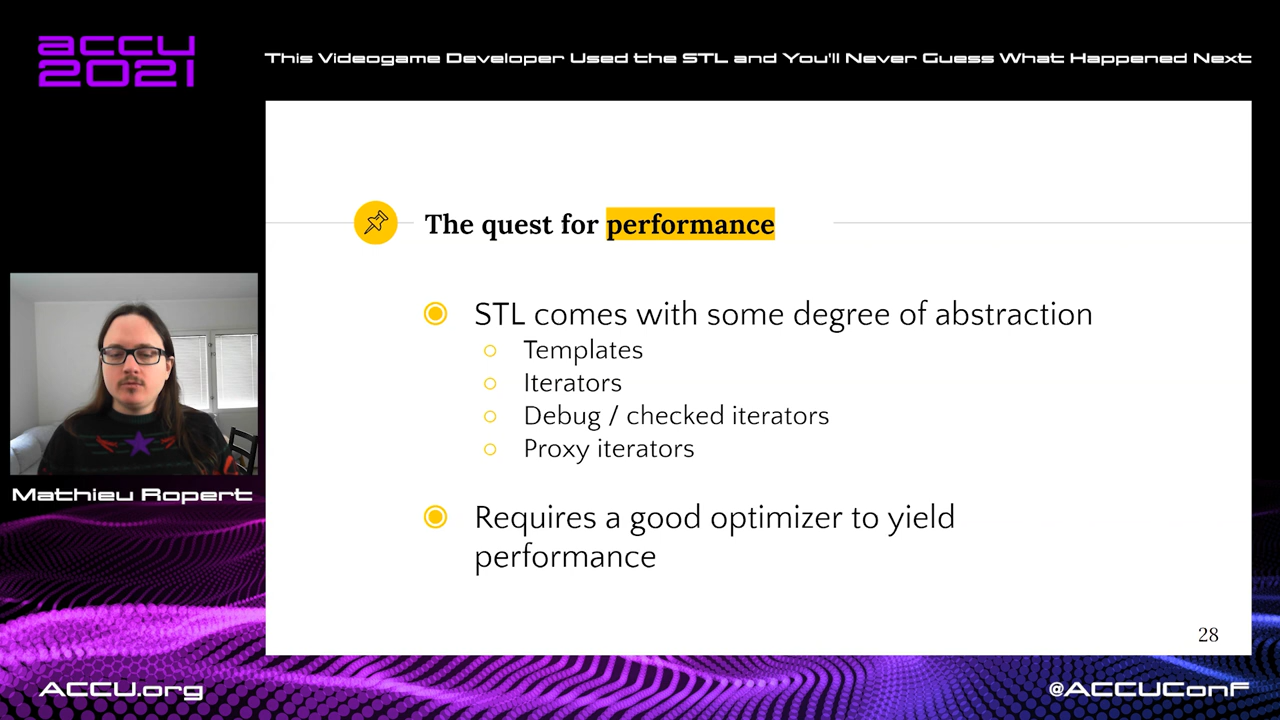 accu
2021
This Videogame Developer Used the STL and You'll Never Guess What Happened Next
The quest for performance
STL comes with some degree of abstraction
Templates
Iterators
Debug / checked iterators
Proxy iterators
Mathieu Ropert
Requires a good optimizer to yield
performance
28
ACCU.org
@ACCUConf